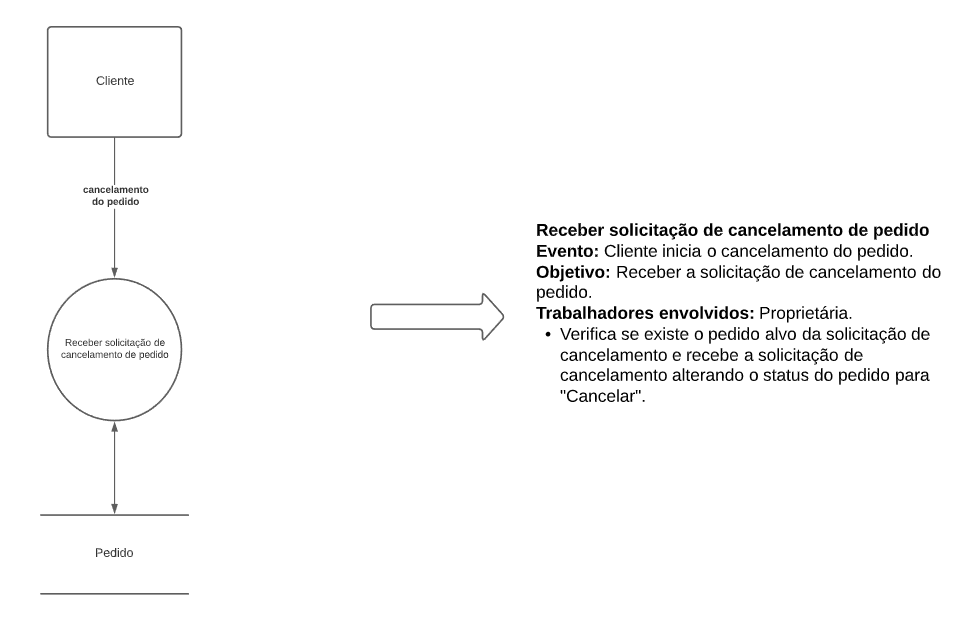 Cliente
cancelamento
do pedido
Receber solicitação de
cancelamento de pedido
Pedido
Receber solicitação de cancelamento de pedido
Evento: Cliente inicia o cancelamento do pedido.
Objetivo: Receber a solicitação de cancelamento do
pedido.
Trabalhadores envolvidos: Proprietária.
• Verifica se existe o pedido alvo da solicitação de
cancelamento e recebe a solicitação de
cancelamento alterando o status do pedido para
"Cancelar".